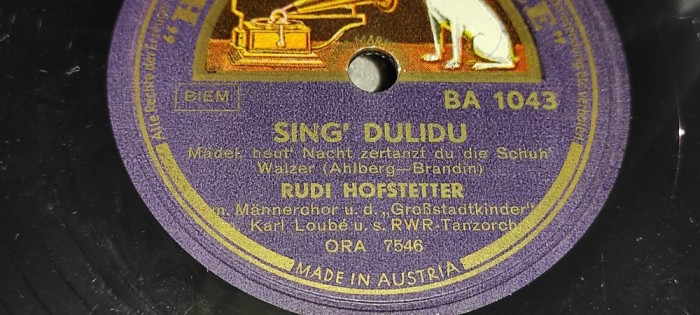 BIEM
BA 1043
SING' DULIDU
Mädel, heut' Nacht zertanzt du die Schuh'
Walzer (Ahlberg—Brandin)
RUDI HOFSTETTER
m. Männerchor u. d. „Großstadtkinder"
Karl Loubé u. s. RWR-Tanzorch.
ORA 7546
MADE IN AUSTRIA